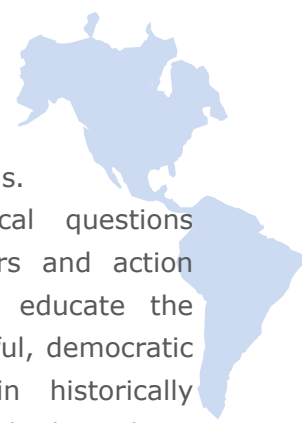 s.
cal questions
rs and action
educate the
ful, democratic
in historically